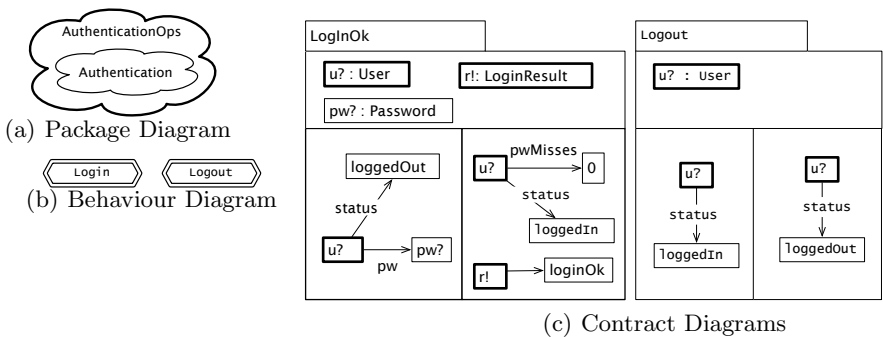 AuthenticationOps
Authentication
(a) Package Diagram
Login
Logout
(b) Behaviour Diagram
LogInOk
u? : User
r!: LoginResult
pw? : Password
loggedOut
status
u?
pw
pw?
pwMisses
u?
0
status
loggedIn
r!
loginOk
Logout
u? : User
u?
status
loggedIn
u?
status
loggedOut
(c) Contract Diagrams